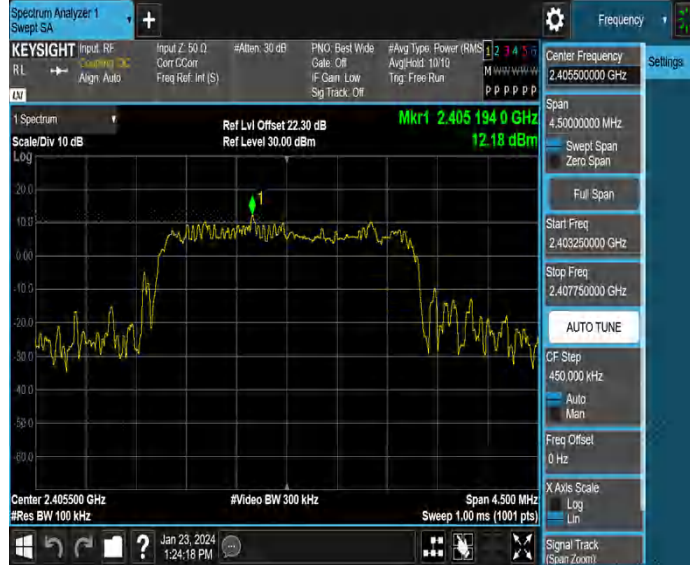 Spectrum Analyzer 1
Swept SA
+
Frequency
KEYSIGHT
RL
LXI
Input: RF
Coupling: DC
Align: Auto
Input Z: 50 Ω
Corr CCorr
Freq Ref: Int (S)
#Atten: 30 dB
PNO: Best Wide
Gate: Off
IF Gain: Low
Sig Track: Off
#Avg Type: Power (RMS
Avg|Hold: 10/10
Trig: Free Run
1 2 3 4 5 6
M W W W W W
P P P P P P
1 Spectrum
Scale/Div 10 dB
Log
Ref Lvl Offset 22.30 dB
Ref Level 30.00 dBm
Mkr1 2.405 194 0 GHz
12.18 dBm
1
20.0
10.0
0.00
-10.0
-20.0
-30.0
-40.0
-50.0
-60.0
Center 2.405500 GHz
#Res BW 100 kHz
#Video BW 300 kHz
Span 4.500 MHz
Sweep 1.00 ms (1001 pts)
?
Jan 23, 2024
1:24:18 PM
Settings
Center Frequency
2.405500000 GHz
Span
4.50000000 MHz
Swept Span
Zero Span
Full Span
Start Freq
2.403250000 GHz
Stop Freq
2.407750000 GHz
AUTO TUNE
CF Step
450.000 kHz
Auto
Man
Freq Offset
0 Hz
X Axis Scale
Log
Lin
Signal Track
(Span Zoom)